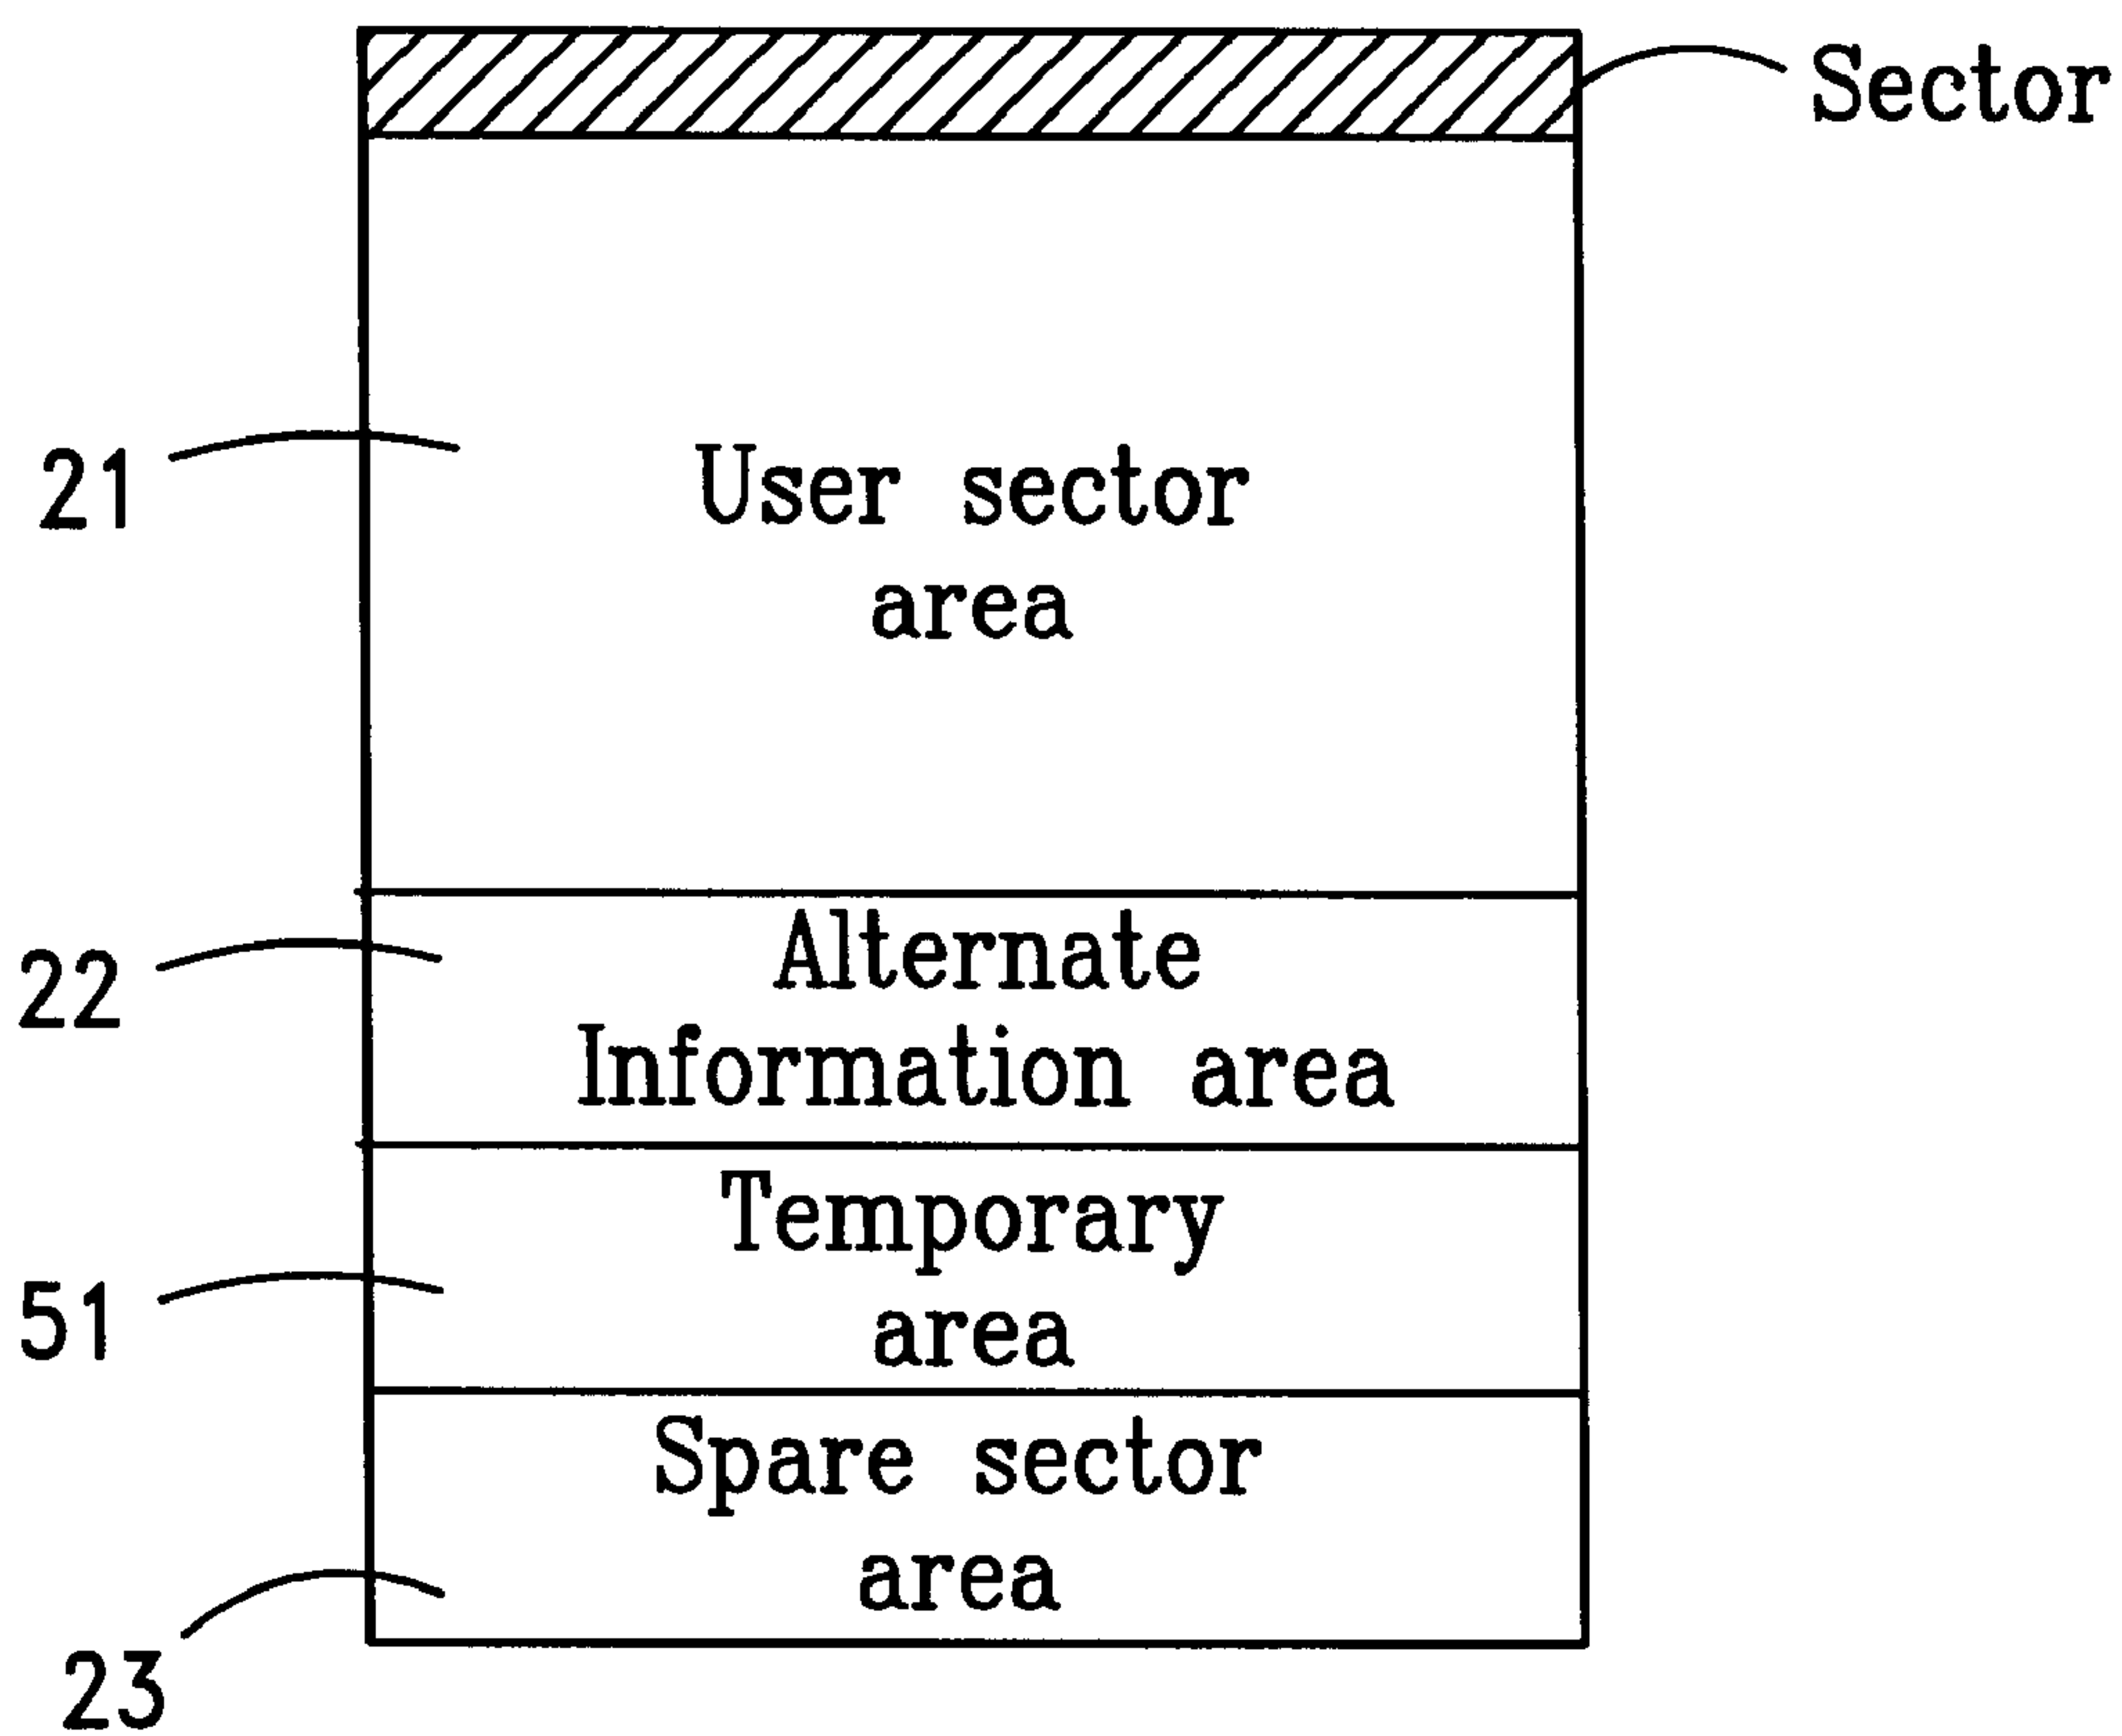 Sector
21
User sector
area
22
Alternate
Information area
51
Temporary
area
Spare sector
area
23